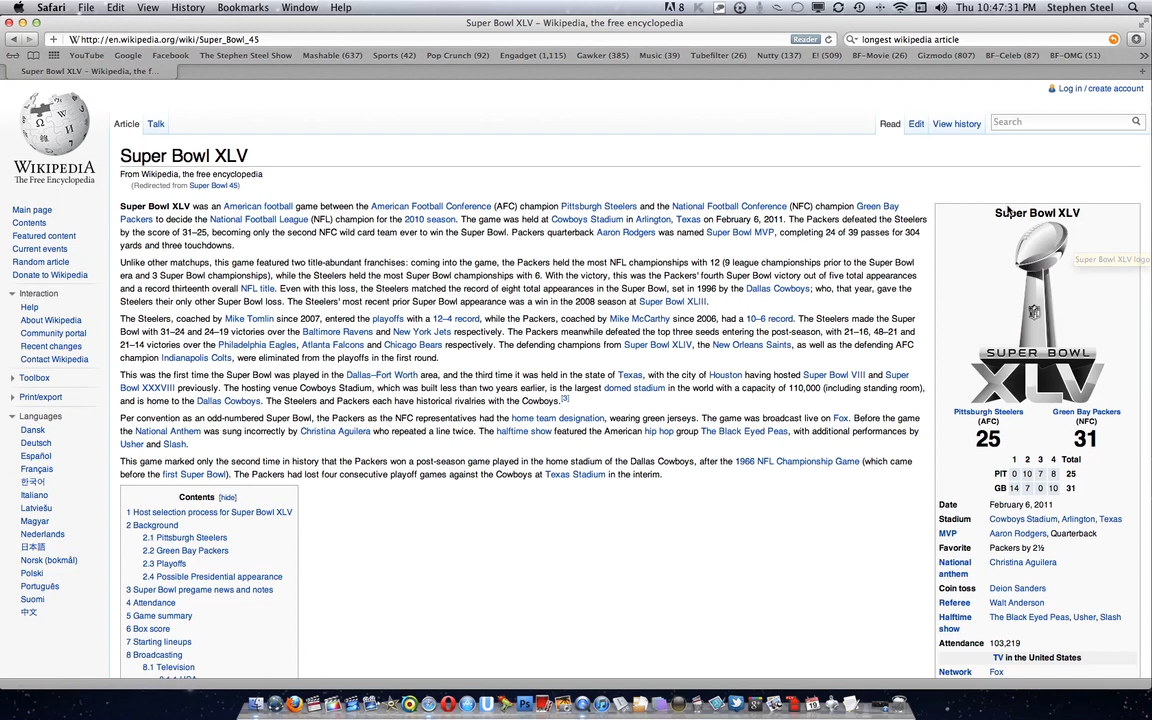 Safari File Edit View History Bookmarks Window Help 8 Thu 10:47:31 PM Stephen Steel
Super Bowl XLV – Wikipedia, the free encyclopedia
W http://en.wikipedia.org/wiki/Super_Bowl_45 Reader longest wikipedia article
YouTube Google Facebook The Stephen Steel Show Mashable (637) Sports (42) Pop Crunch (92) Engadget (1,115) Gawker (385) Music (39) Tubefilter (26) Nutty (137) E! (509) BF-Movie (26) Gizmodo (807) BF-Celeb (87) BF-OMG (51)
Super Bowl XLV – Wikipedia, the f...
Log in / create account
Article Talk Read Edit View history Search
WIKIPEDIA
The Free Encyclopedia
Main page
Contents
Featured content
Current events
Random article
Donate to Wikipedia
Interaction
Help
About Wikipedia
Community portal
Recent changes
Contact Wikipedia
Toolbox
Print/export
Languages
Dansk
Deutsch
Español
Français
한국어
Italiano
Latviešu
Magyar
Nederlands
日本語
Norsk (bokmål)
Polski
Português
Suomi
中文
Super Bowl XLV
From Wikipedia, the free encyclopedia
(Redirected from Super Bowl 45)
Super Bowl XLV was an American football game between the American Football Conference (AFC) champion Pittsburgh Steelers and the National Football Conference (NFC) champion Green Bay
Packers to decide the National Football League (NFL) champion for the 2010 season. The game was held at Cowboys Stadium in Arlington, Texas on February 6, 2011. The Packers defeated the Steelers
by the score of 31–25, becoming only the second NFC wild card team ever to win the Super Bowl. Packers quarterback Aaron Rodgers was named Super Bowl MVP, completing 24 of 39 passes for 304
yards and three touchdowns.
Unlike other matchups, this game featured two title-abundant franchises: coming into the game, the Packers held the most NFL championships with 12 (9 league championships prior to the Super Bowl
era and 3 Super Bowl championships), while the Steelers held the most Super Bowl championships with 6. With the victory, this was the Packers' fourth Super Bowl victory out of five total appearances
and a record thirteenth overall NFL title. Even with this loss, the Steelers matched the record of eight total appearances in the Super Bowl, set in 1996 by the Dallas Cowboys; who, that year, gave the
Steelers their only other Super Bowl loss. The Steelers' most recent prior Super Bowl appearance was a win in the 2008 season at Super Bowl XLIII.
The Steelers, coached by Mike Tomlin since 2007, entered the playoffs with a 12–4 record, while the Packers, coached by Mike McCarthy since 2006, had a 10–6 record. The Steelers made the Super
Bowl with 31–24 and 24–19 victories over the Baltimore Ravens and New York Jets respectively. The Packers meanwhile defeated the top three seeds entering the post-season, with 21–16, 48–21 and
21–14 victories over the Philadelphia Eagles, Atlanta Falcons and Chicago Bears respectively. The defending champions from Super Bowl XLIV, the New Orleans Saints, as well as the defending AFC
champion Indianapolis Colts, were eliminated from the playoffs in the first round.
This was the first time the Super Bowl was played in the Dallas–Fort Worth area, and the third time it was held in the state of Texas, with the city of Houston having hosted Super Bowl VIII and Super
Bowl XXXVIII previously. The hosting venue Cowboys Stadium, which was built less than two years earlier, is the largest domed stadium in the world with a capacity of 110,000 (including standing room),
and is home to the Dallas Cowboys. The Steelers and Packers each have historical rivalries with the Cowboys.[3]
Per convention as an odd-numbered Super Bowl, the Packers as the NFC representatives had the home team designation, wearing green jerseys. The game was broadcast live on Fox. Before the game
the National Anthem was sung incorrectly by Christina Aguilera who repeated a line twice. The halftime show featured the American hip hop group The Black Eyed Peas, with additional performances by
Usher and Slash.
This game marked only the second time in history that the Packers won a post-season game played in the home stadium of the Dallas Cowboys, after the 1966 NFL Championship Game (which came
before the first Super Bowl). The Packers had lost four consecutive playoff games against the Cowboys at Texas Stadium in the interim.
Contents [hide]
1 Host selection process for Super Bowl XLV
2 Background
2.1 Pittsburgh Steelers
2.2 Green Bay Packers
2.3 Playoffs
2.4 Possible Presidential appearance
3 Super Bowl pregame news and notes
4 Attendance
5 Game summary
6 Box score
7 Starting lineups
8 Broadcasting
8.1 Television
Super Bowl XLV
Super Bowl XLV logo
NFL
SUPER BOWL
XLV
Pittsburgh Steelers Green Bay Packers
(AFC) (NFC)
25 31
1 2 3 4 Total
PIT 0 10 7 8 25
GB 14 7 0 10 31
Date February 6, 2011
Stadium Cowboys Stadium, Arlington, Texas
MVP Aaron Rodgers, Quarterback
Favorite Packers by 2½
National Christina Aguilera
anthem
Coin toss Deion Sanders
Referee Walt Anderson
Halftime The Black Eyed Peas, Usher, Slash
show
Attendance 103,219
TV in the United States
Network Fox